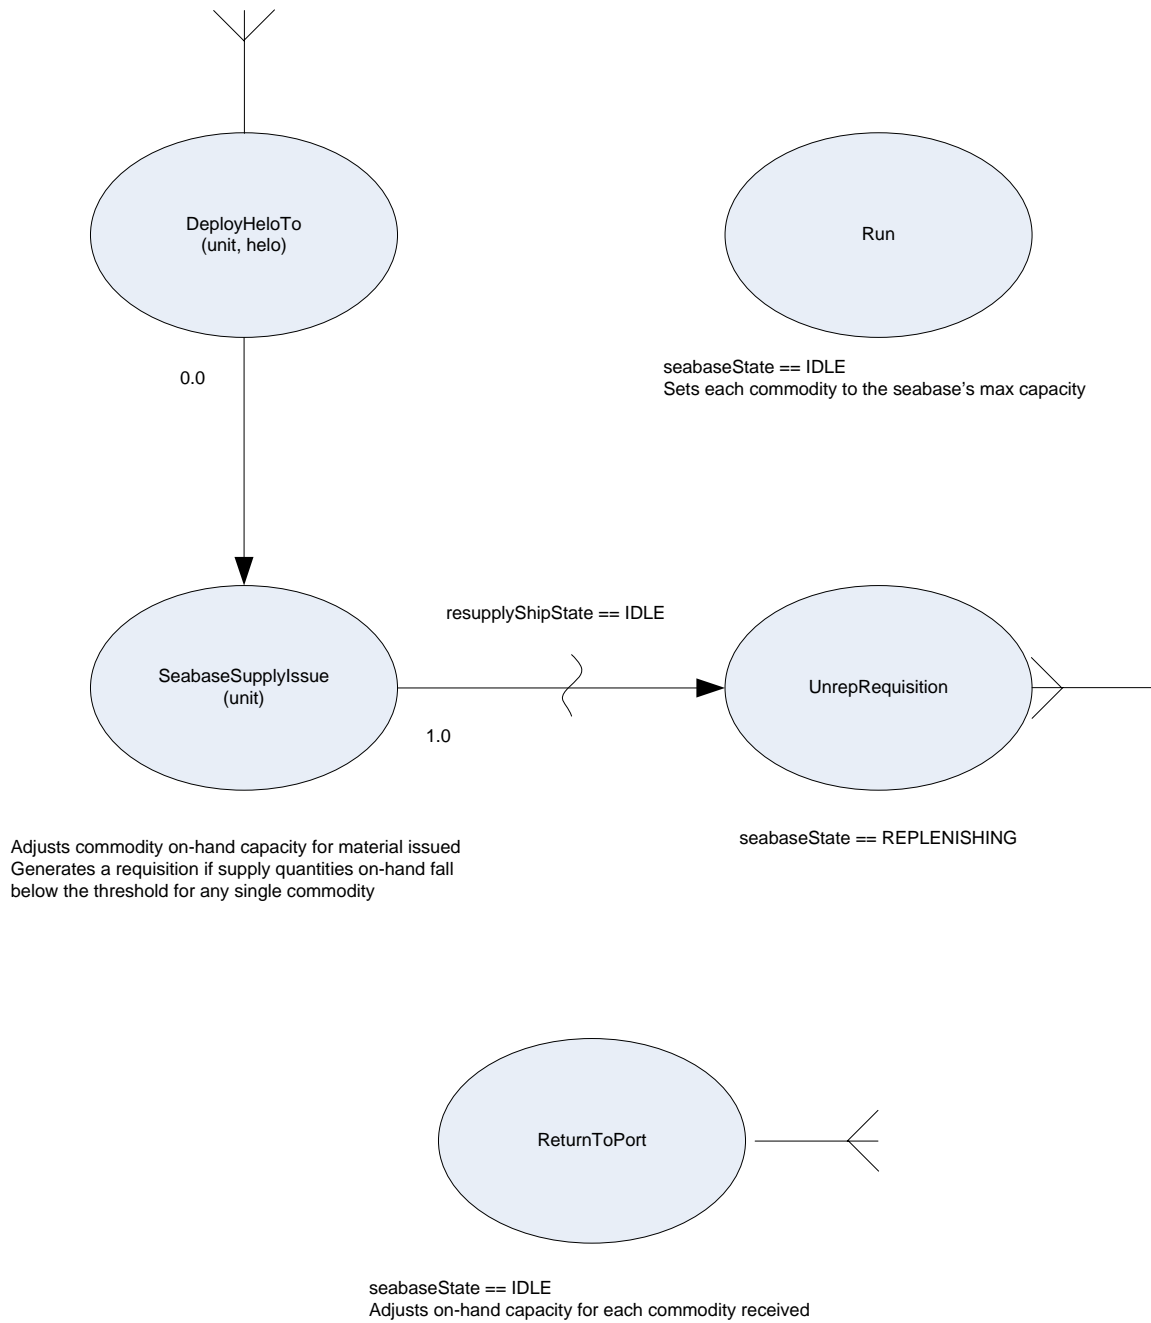 DeployHeloTo
(unit, helo)
Run
0.0
seabaseState == IDLE
Sets each commodity to the seabase’s max capacity
resupplyShipState == IDLE
SeabaseSupplyIssue
(unit)
UnrepRequisition
1.0
Adjusts commodity on-hand capacity for material issued
Generates a requisition if supply quantities on-hand fall
below the threshold for any single commodity
seabaseState == REPLENISHING
ReturnToPort
seabaseState == IDLE
Adjusts on-hand capacity for each commodity received